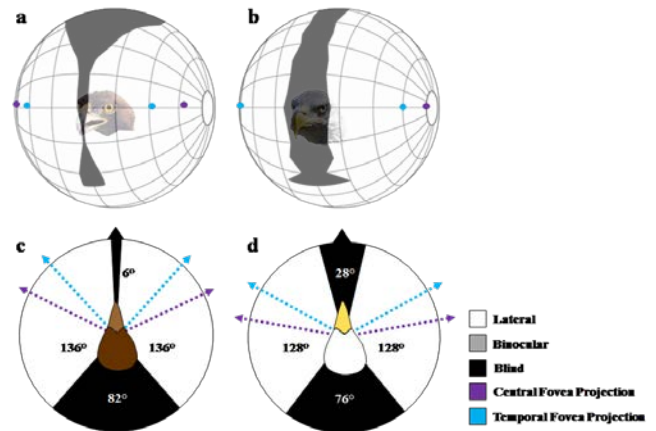 a
b
c
d
6º
136º
136º
82º
28º
128º
128º
76º
Lateral
Binocular
Blind
Central Fovea Projection
Temporal Fovea Projection